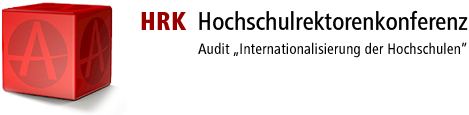 HRK Hochschulrektorenkonferenz
Audit „Internationalisierung der Hochschulen“